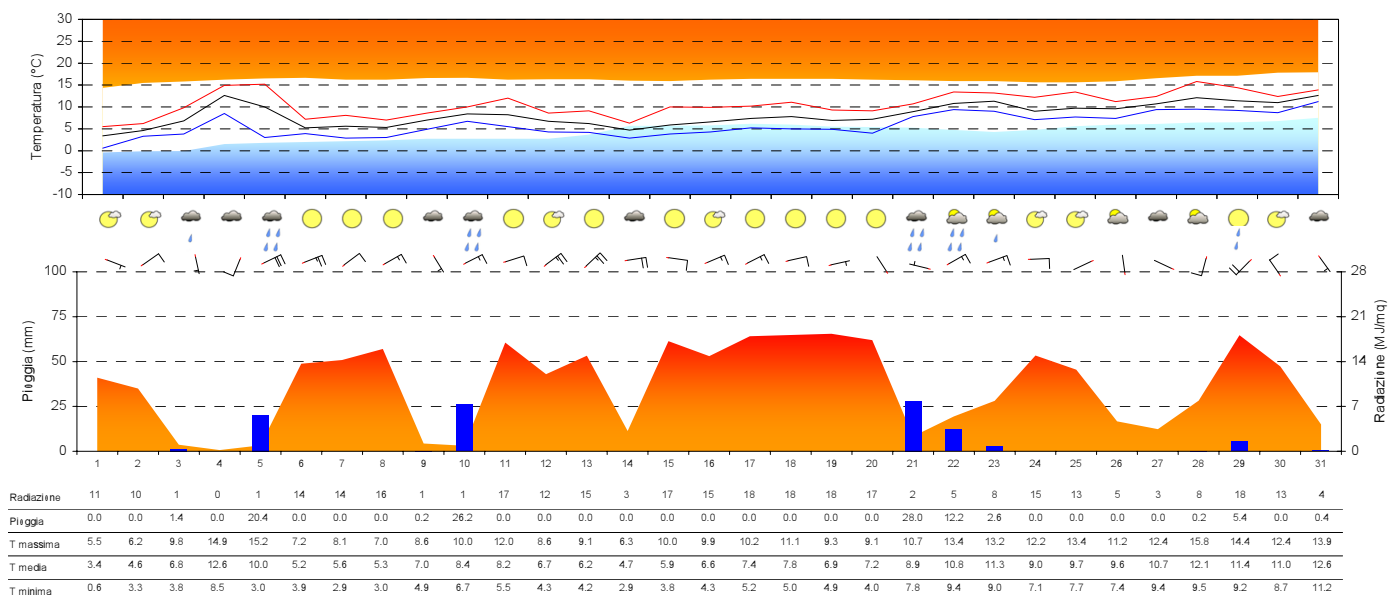 30
25
20
15
10
5
0
-5
-10
Temperatura (°C)
100
75
50
25
0
Pioggia (mm)
28
21
14
7
0
Radiazione (MJ/mq)
1 2 3 4 5 6 7 8 9 10 11 12 13 14 15 16 17 18 19 20 21 22 23 24 25 26 27 28 29 30 31
Radiazione 11 10 1 0 1 14 14 16 1 1 17 12 15 3 17 15 18 18 18 17 2 5 8 15 13 5 3 8 18 13 4
Pioggia 0.0 0.0 1.4 0.0 20.4 0.0 0.0 0.0 0.2 26.2 0.0 0.0 0.0 0.0 0.0 0.0 0.0 0.0 0.0 0.0 28.0 12.2 2.6 0.0 0.0 0.0 0.0 0.2 5.4 0.0 0.4
T massima 5.5 6.2 9.8 14.9 15.2 7.2 8.1 7.0 8.6 10.0 12.0 8.6 9.1 6.3 10.0 9.9 10.2 11.1 9.3 9.1 10.7 13.4 13.2 12.2 13.4 11.2 12.4 15.8 14.4 12.4 13.9
T media 3.4 4.6 6.8 12.6 10.0 5.2 5.6 5.3 7.0 8.4 8.2 6.7 6.2 4.7 5.9 6.6 7.4 7.8 6.9 7.2 8.9 10.8 11.3 9.0 9.7 9.6 10.7 12.1 11.4 11.0 12.6
T minima 0.6 3.3 3.8 8.5 3.0 3.9 2.9 3.0 4.9 6.7 5.5 4.3 4.2 2.9 3.8 4.3 5.2 5.0 4.9 4.0 7.8 9.4 9.0 7.1 7.7 7.4 9.4 9.5 9.2 8.7 11.2